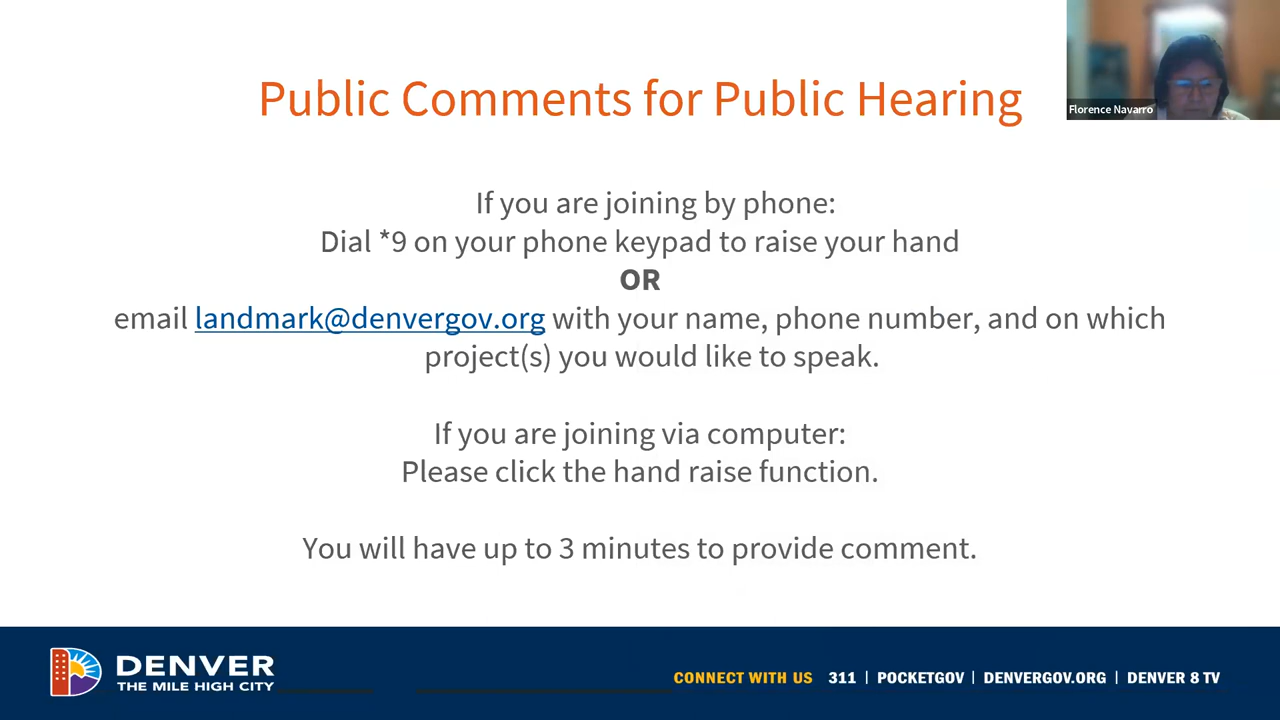 Public Comments for Public Hearing
Florence Navarro
If you are joining by phone:
Dial *9 on your phone keypad to raise your hand
OR
email landmark@denvergov.org with your name, phone number, and on which
project(s) you would like to speak.
If you are joining via computer:
Please click the hand raise function.
You will have up to 3 minutes to provide comment.
DENVER
THE MILE HIGH CITY
CONNECT WITH US 311 | POCKETGOV | DENVERGOV.ORG | DENVER 8 TV